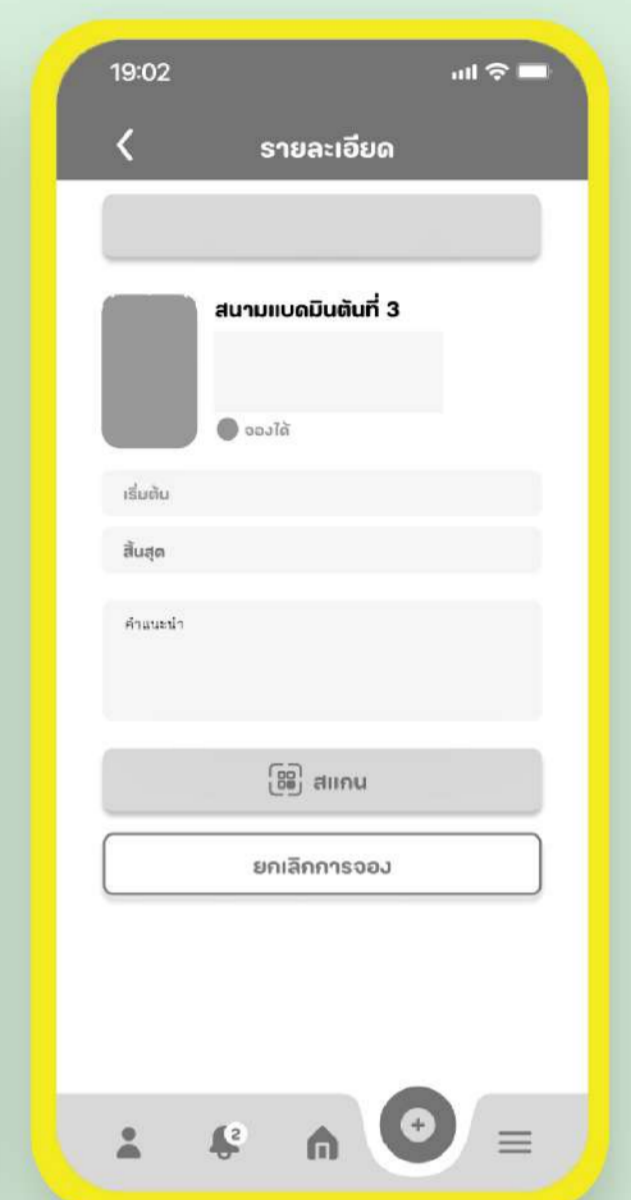 19:02
รายละเอียด
สนามแบดมินตันที่ 3
จองได้
เริ่มต้น
สิ้นสุด
คำแนะนำ
สแกน
ยกเลิกการจอง
2